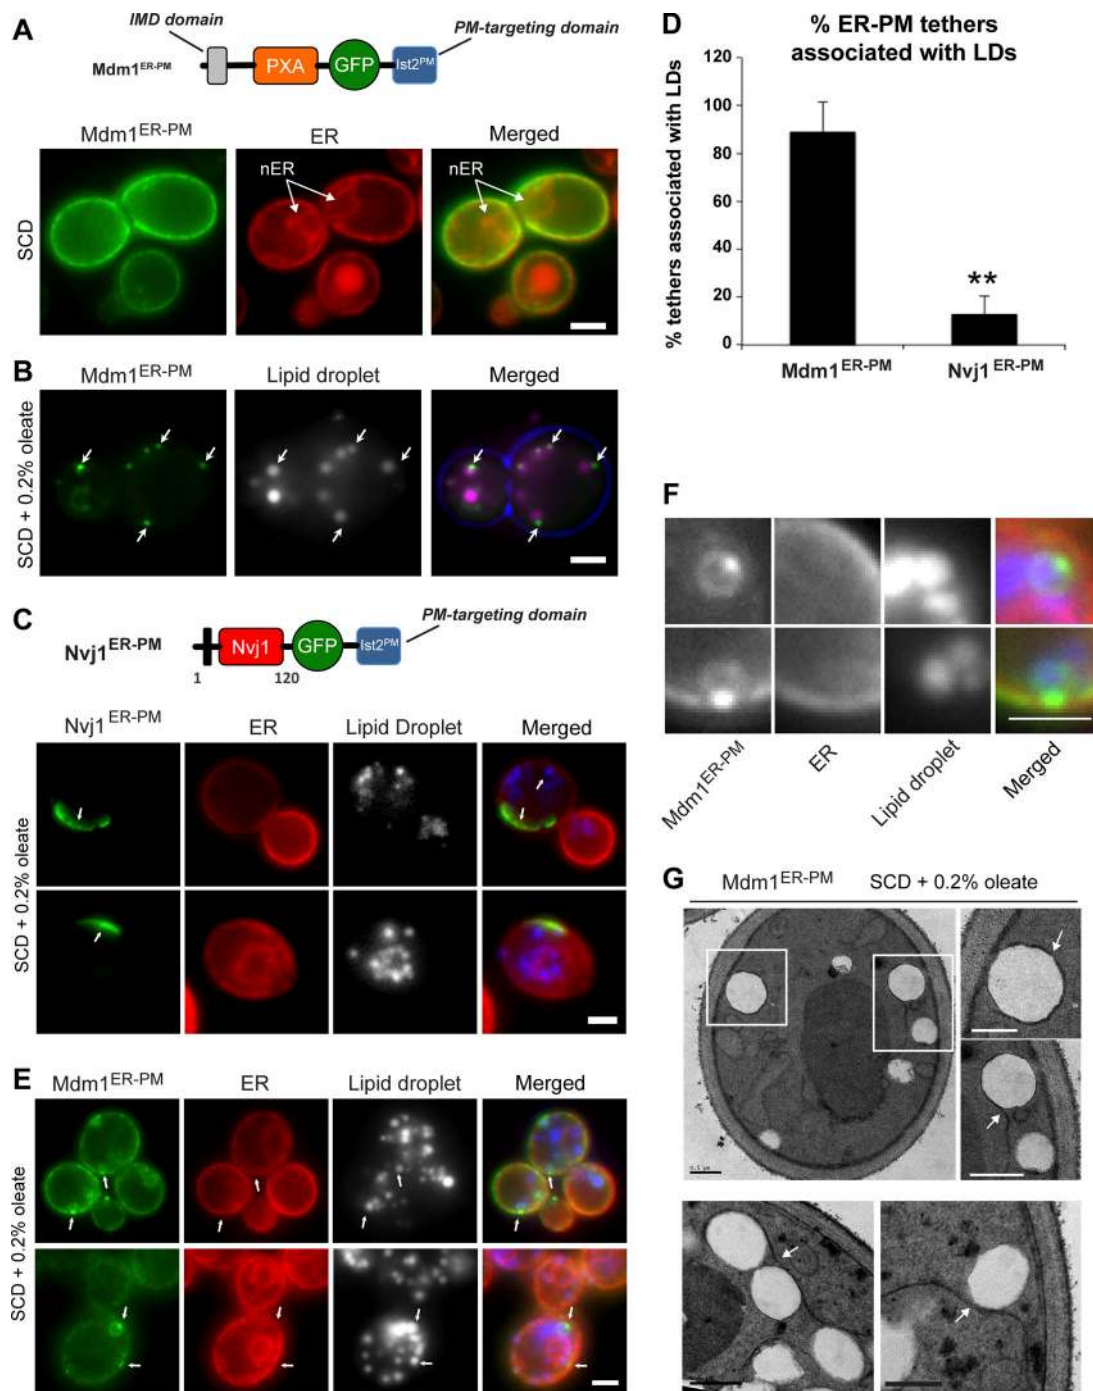 A
IMD domain
PM-targeting domain
Mdm1ER-PM
PXA
GFP
Ist2PM
Mdm1ER-PM
ER
Merged
SCD
nER
nER
B
Mdm1ER-PM
Lipid droplet
Merged
SCD + 0.2% oleate
C
PM-targeting domain
Nvj1ER-PM
Nvj1
GFP
Ist2PM
1
120
Nvj1ER-PM
ER
Lipid Droplet
Merged
SCD + 0.2% oleate
E
Mdm1ER-PM
ER
Lipid droplet
Merged
SCD + 0.2% oleate
D
% ER-PM tethers
associated with LDs
% tethers associated with LDs
120
100
80
60
40
20
0
**
Mdm1ER-PM
Nvj1ER-PM
F
Mdm1ER-PM
ER
Lipid droplet
Merged
G
Mdm1ER-PM
SCD + 0.2% oleate